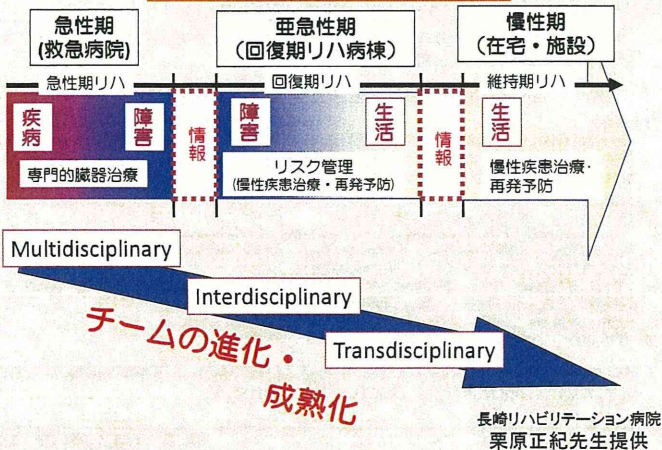 急性期
(救急病院)
亜急性期
(回復期リハ病棟)
慢性期
(在宅・施設)
急性期リハ
回復期リハ
維持期リハ
疾病
障害
情報
障害
生活
情報
生活
専門的臓器治療
リスク管理
(慢性疾患治療・再発予防)
慢性疾患治療・
再発予防
Multidisciplinary
Interdisciplinary
Transdisciplinary
チームの進化・
成熟化
長崎リハビリテーション病院
栗原正紀先生提供